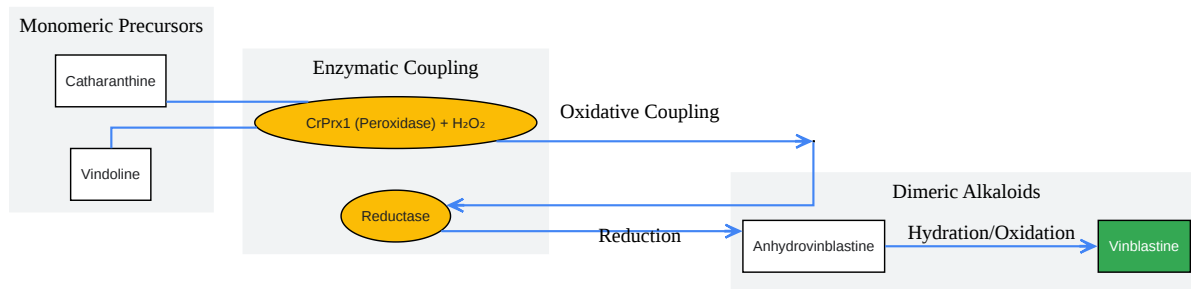 Monomeric Precursors
Catharanthine
Vindoline
Enzymatic Coupling
CrPrx1 (Peroxidase) + H₂O₂
Oxidative Coupling
Reductase
Reduction
Dimeric Alkaloids
Anhydrovinblastine
Hydration/Oxidation
Vinblastine